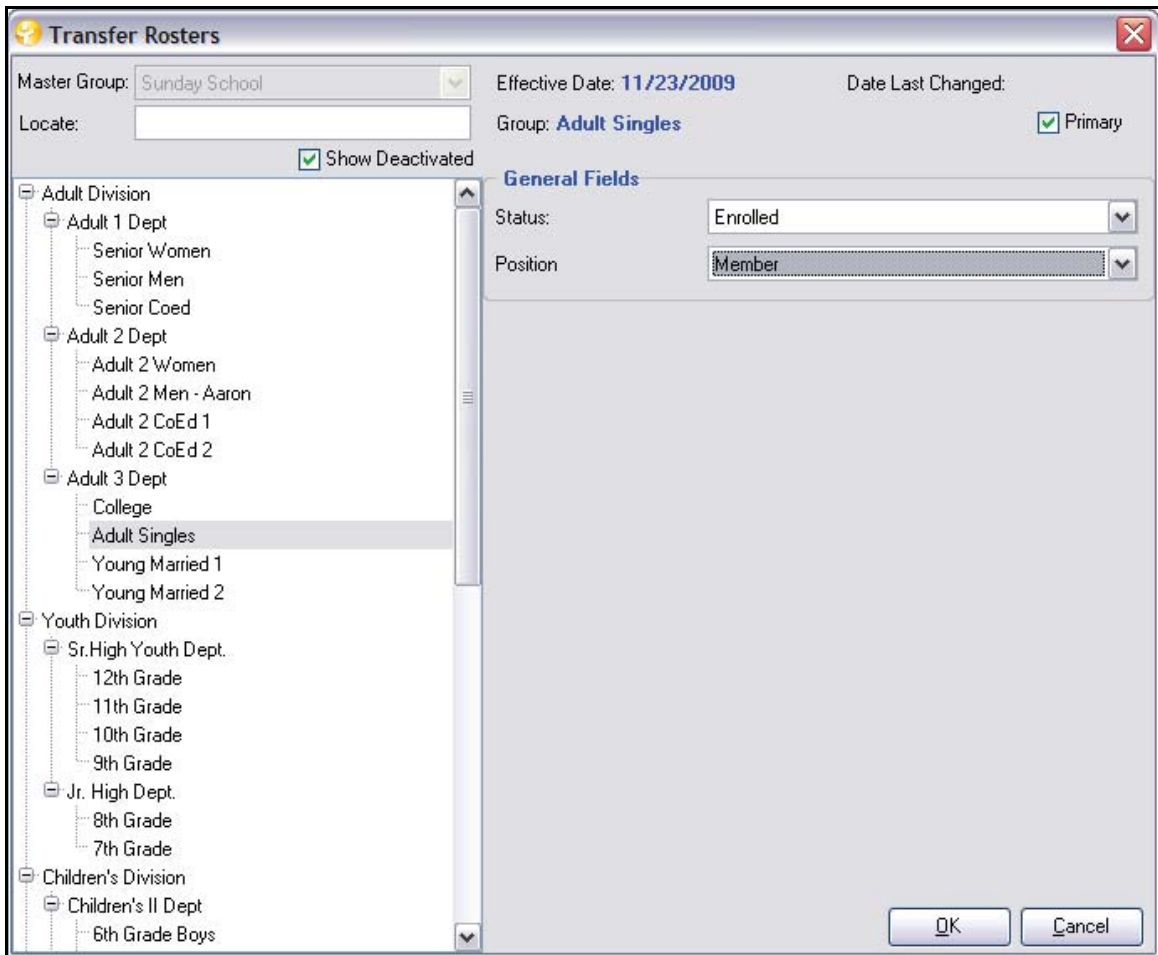 Transfer Rosters
Master Group: Sunday School
Effective Date: 11/23/2009
Date Last Changed:
Locate:
Group: Adult Singles
Primary
Show Deactivated
General Fields
Status: Enrolled
Position Member
Adult Division
Adult 1 Dept
Senior Women
Senior Men
Senior Coed
Adult 2 Dept
Adult 2 Women
Adult 2 Men - Aaron
Adult 2 CoEd 1
Adult 2 CoEd 2
Adult 3 Dept
College
Adult Singles
Young Married 1
Young Married 2
Youth Division
Sr.High Youth Dept.
12th Grade
11th Grade
10th Grade
9th Grade
Jr. High Dept.
8th Grade
7th Grade
Children's Division
Children's II Dept
6th Grade Boys
OK
Cancel